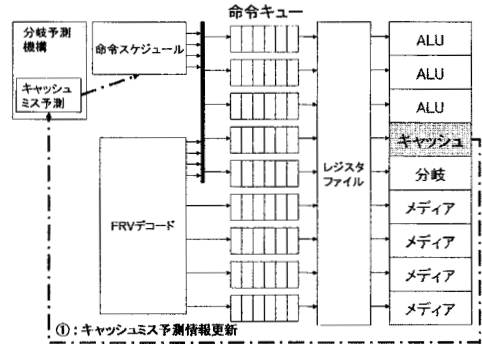 命令キュー
分岐予測
機構
キャッシュ
ミス予測
命令スケジュール
FRVデコード
レジスタ
ファイル
ALU
ALU
ALU
キャッシュ
分岐
メディア
メディア
メディア
メディア
①:キャッシュミス予測情報更新